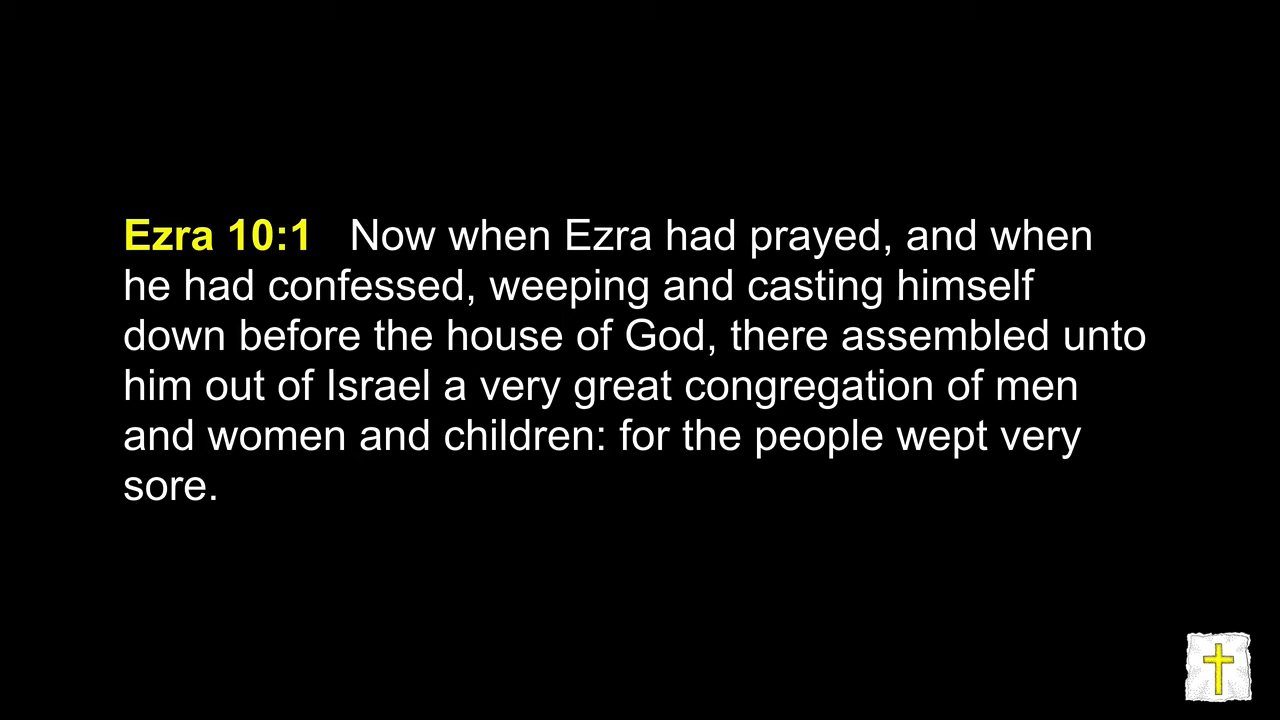 Ezra 10:1 Now when Ezra had prayed, and when
he had confessed, weeping and casting himself
down before the house of God, there assembled unto
him out of Israel a very great congregation of men
and women and children: for the people wept very
sore.